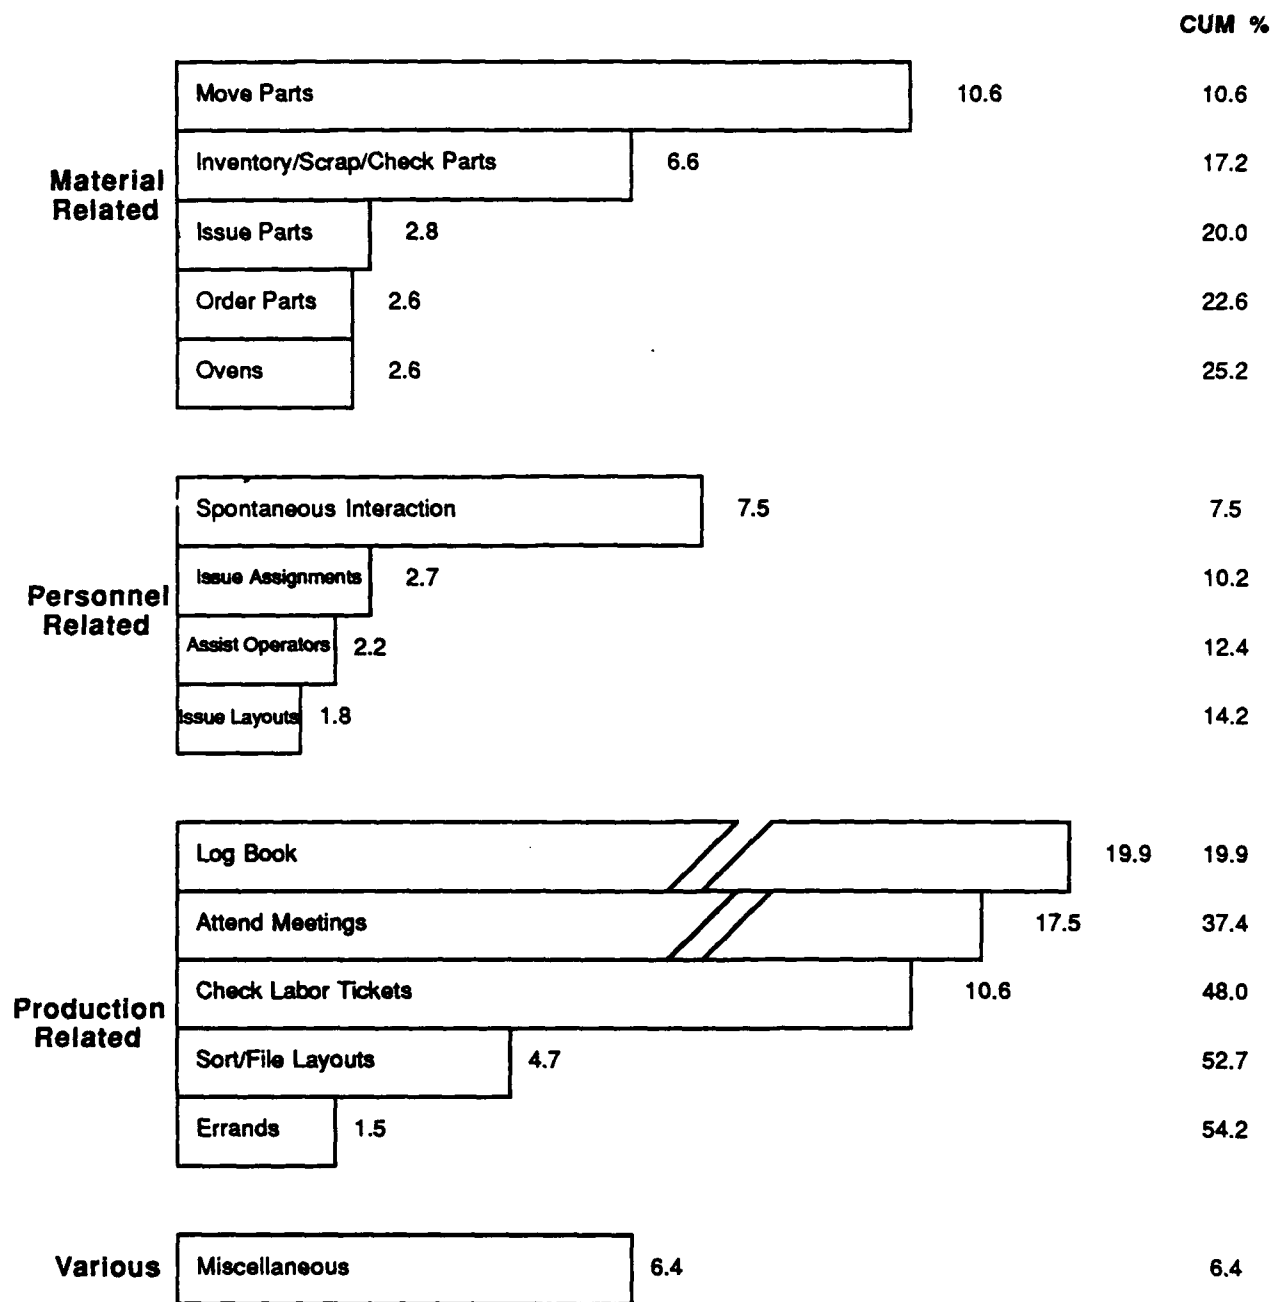 CUM %
Move Parts 10.6 10.6
Inventory/Scrap/Check Parts 6.6 17.2
Material
Related
Issue Parts 2.8 20.0
Order Parts 2.6 22.6
Ovens 2.6 25.2
Spontaneous Interaction 7.5 7.5
Issue Assignments 2.7 10.2
Personnel
Related
Assist Operators 2.2 12.4
Issue Layouts 1.8 14.2
Log Book 19.9 19.9
Attend Meetings 17.5 37.4
Check Labor Tickets 10.6 48.0
Production
Related
Sort/File Layouts 4.7 52.7
Errands 1.5 54.2
Various Miscellaneous 6.4 6.4